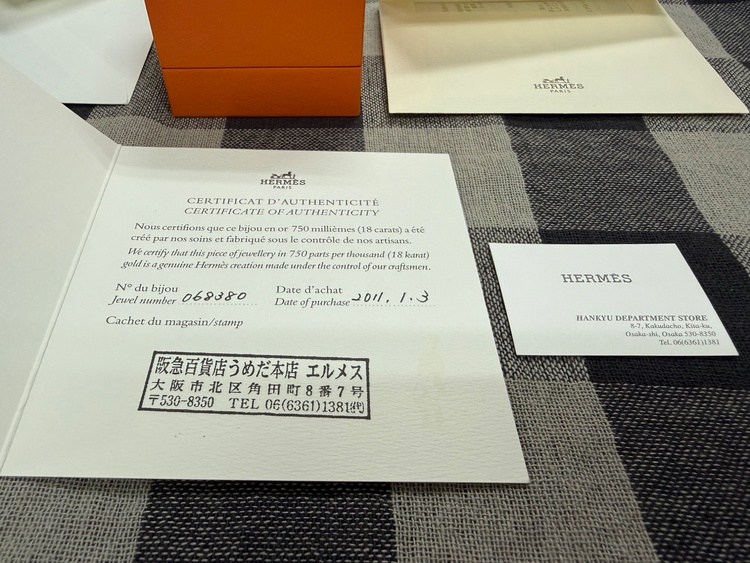 HERMÈS
PARIS
HERMÈS
PARIS
CERTIFICAT D'AUTHENTICITÉ
CERTIFICATE OF AUTHENTICITY
Nous certifions que ce bijou en or 750 millièmes (18 carats) a été
créé par nos soins et fabriqué sous le contrôle de nos artisans.
We certify that this piece of jewellery in 750 parts per thousand (18 karat)
gold is a genuine Hermès creation made under the control of our craftsmen.
N° du bijou
Jewel number 068380
Date d'achat
Date of purchase 2011.1.3
Cachet du magasin/stamp
阪急百貨店うめだ本店 エルメス
大阪市北区角田町8番7号
〒530-8350 TEL 06(6361)1381㈹
HERMÈS
HANKYU DEPARTMENT STORE
8-7, Kakudacho, Kita-ku,
Osaka-shi, Osaka 530-8350
Tel. 06(6361)1381